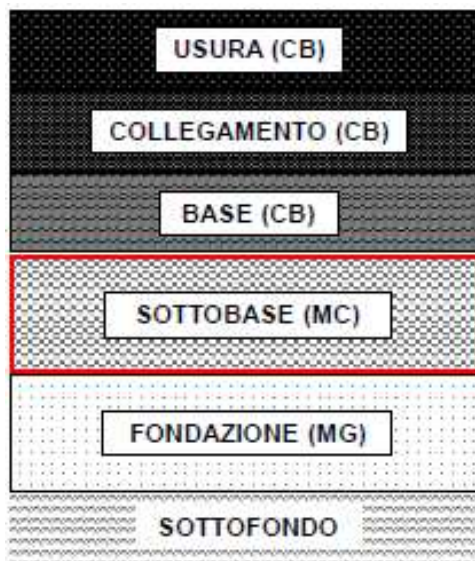 USURA (CB)
COLLEGAMENTO (CB)
BASE (CB)
SOTTOBASE (MC)
FONDAZIONE (MG)
SOTTOFONDO